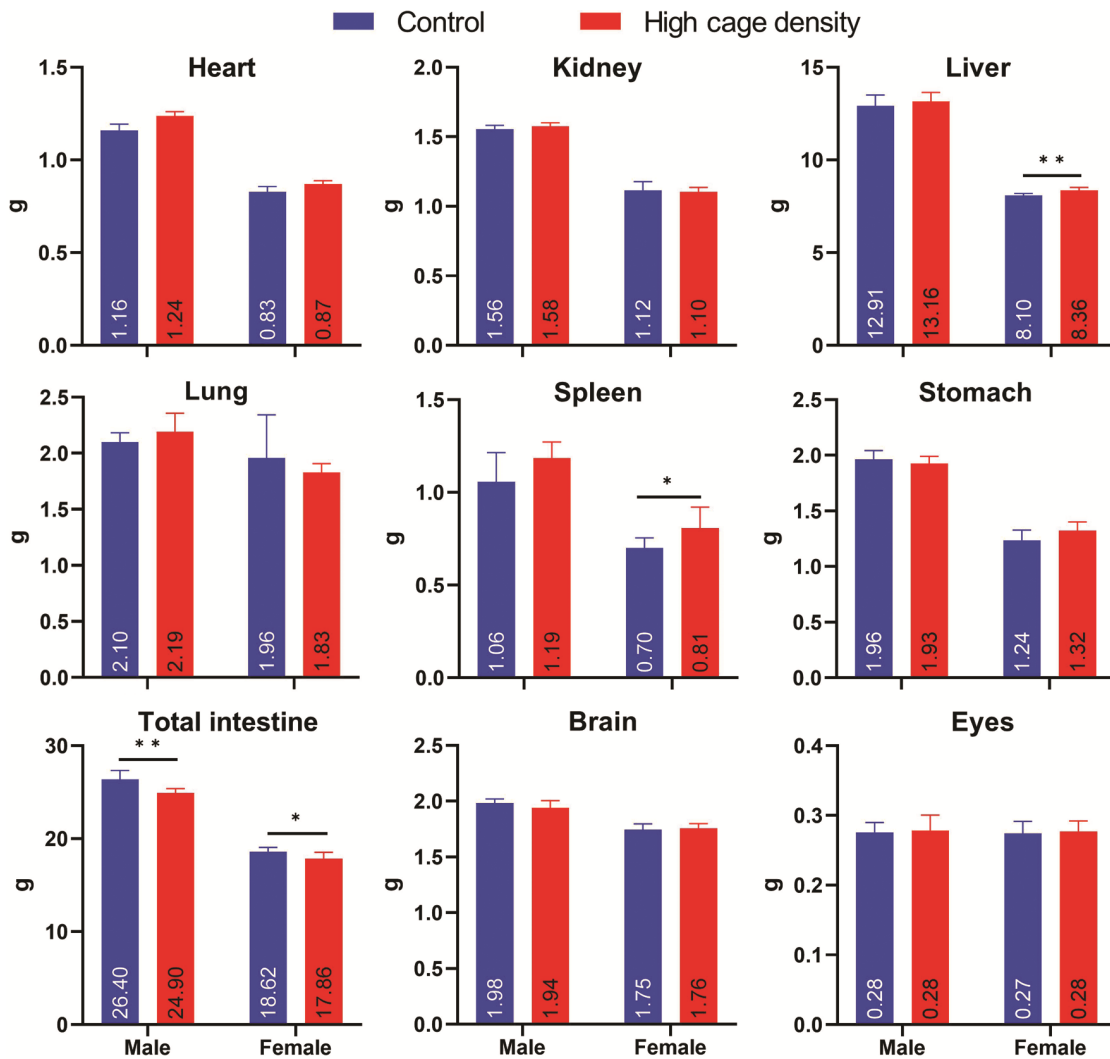 Control High cage density
Heart Kidney Liver
1.5 2.0 15
1.5
1.0 10
**
g g 1.0 g
0.5 5
0.5
1.16 1.24 0.83 0.87 1.56 1.58 1.12 1.10 12.91 13.16 8.10 8.36
0.0 0.0 0
Lung Spleen Stomach
2.5 1.5 2.5
2.0 2.0
1.0 *
1.5 1.5
g g g
1.0 1.0
0.5
0.5 0.5
2.10 2.19 1.96 1.83 1.06 1.19 0.70 0.81 1.96 1.93 1.24 1.32
0.0 0.0 0.0
Total intestine Brain Eyes
30 2.5 0.4
**
2.0
0.3
20 *
1.5
g g g 0.2
1.0
10
0.1
0.5
26.40 24.90 18.62 17.86 1.98 1.94 1.75 1.76 0.28 0.28 0.27 0.28
0 0.0 0.0
Male Female Male Female Male Female